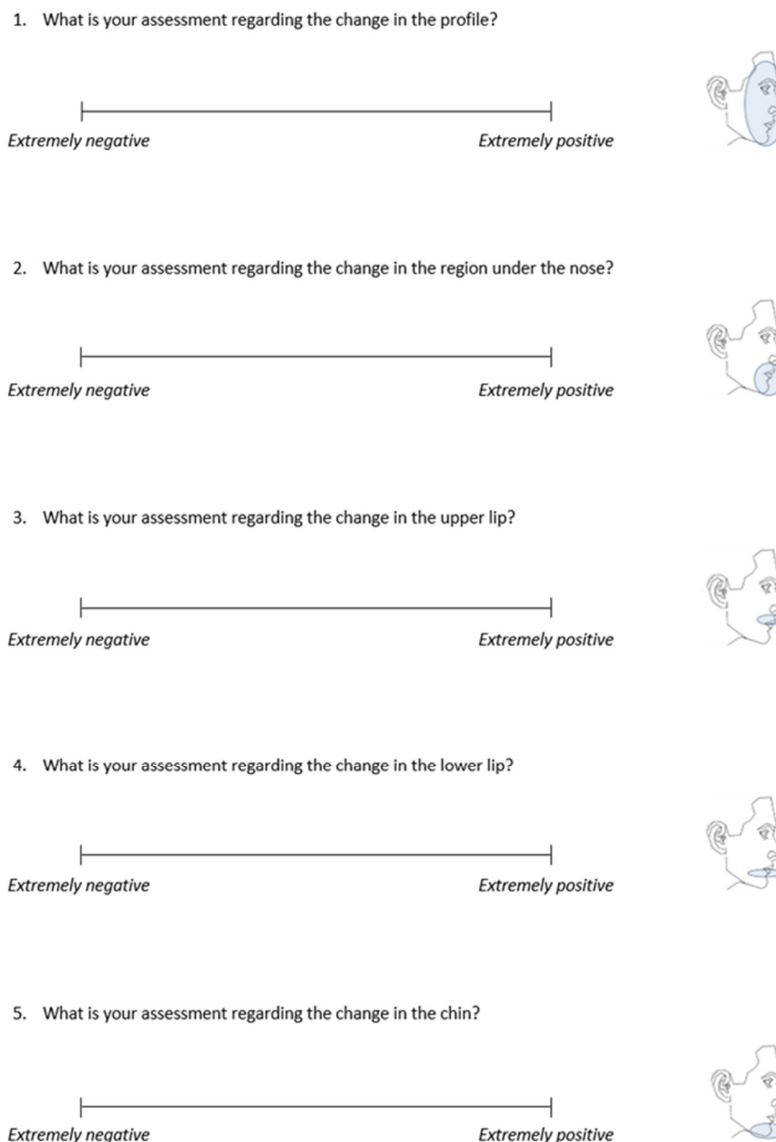 1. What is your assessment regarding the change in the profile?
Extremely negative Extremely positive
2. What is your assessment regarding the change in the region under the nose?
Extremely negative Extremely positive
3. What is your assessment regarding the change in the upper lip?
Extremely negative Extremely positive
4. What is your assessment regarding the change in the lower lip?
Extremely negative Extremely positive
5. What is your assessment regarding the change in the chin?
Extremely negative Extremely positive